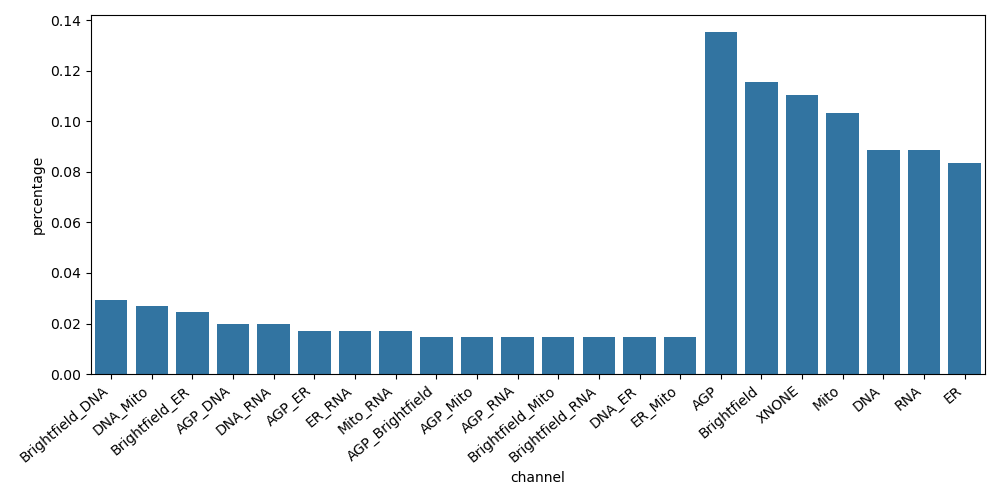 0.14
0.12
0.10
0.08
0.06
0.04
0.02
0.00
percentage
Brightfield_DNA
DNA_Mito
Brightfield_ER
AGP_DNA
DNA_RNA
AGP_ER
ER_RNA
Mito_RNA
AGP_Brightfield
AGP_Mito
AGP_RNA
Brightfield_Mito
Brightfield_RNA
DNA_ER
ER_Mito
AGP
Brightfield
XNONE
Mito
DNA
RNA
ER
channel